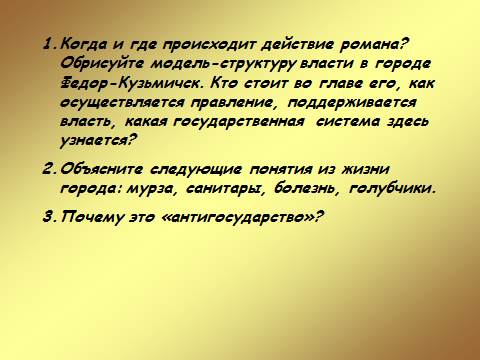 1. Когда и где происходит действие романа?
Обрисуйте модель-структуру власти в городе
Федор-Кузьмичск. Кто стоит во главе его, как
осуществляется правление, поддерживается
власть, какая государственная система здесь
узнается?
2. Объясните следующие понятия из жизни
города: мурза, санитары, болезнь, голубчики.
3. Почему это «антигосударство»?